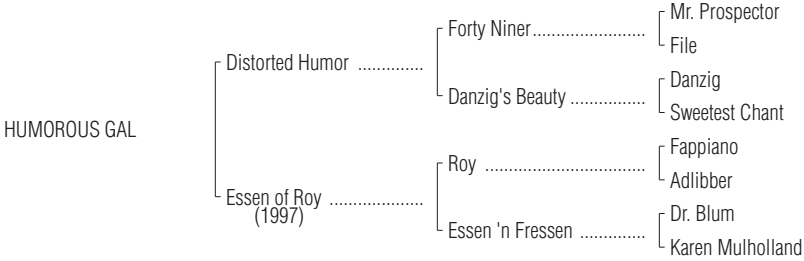 Mr. Prospector
Forty Niner........................
File
Distorted Humor ..............
Danzig
Danzig's Beauty ................
Sweetest Chant
HUMOROUS GAL
Fappiano
Roy ..................................
Adlibber
Essen of Roy ....................
(1997)
Dr. Blum
Essen 'n Fressen ..............
Karen Mulholland